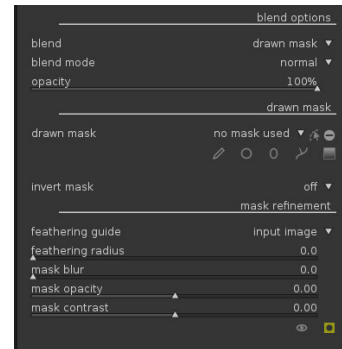 blend options
blend drawn mask
blend mode normal
opacity 100%
drawn mask
drawn mask no mask used
invert mask off
mask refinement
feathering guide input image
feathering radius 0.0
mask blur 0.0
mask opacity 0.00
mask contrast 0.00